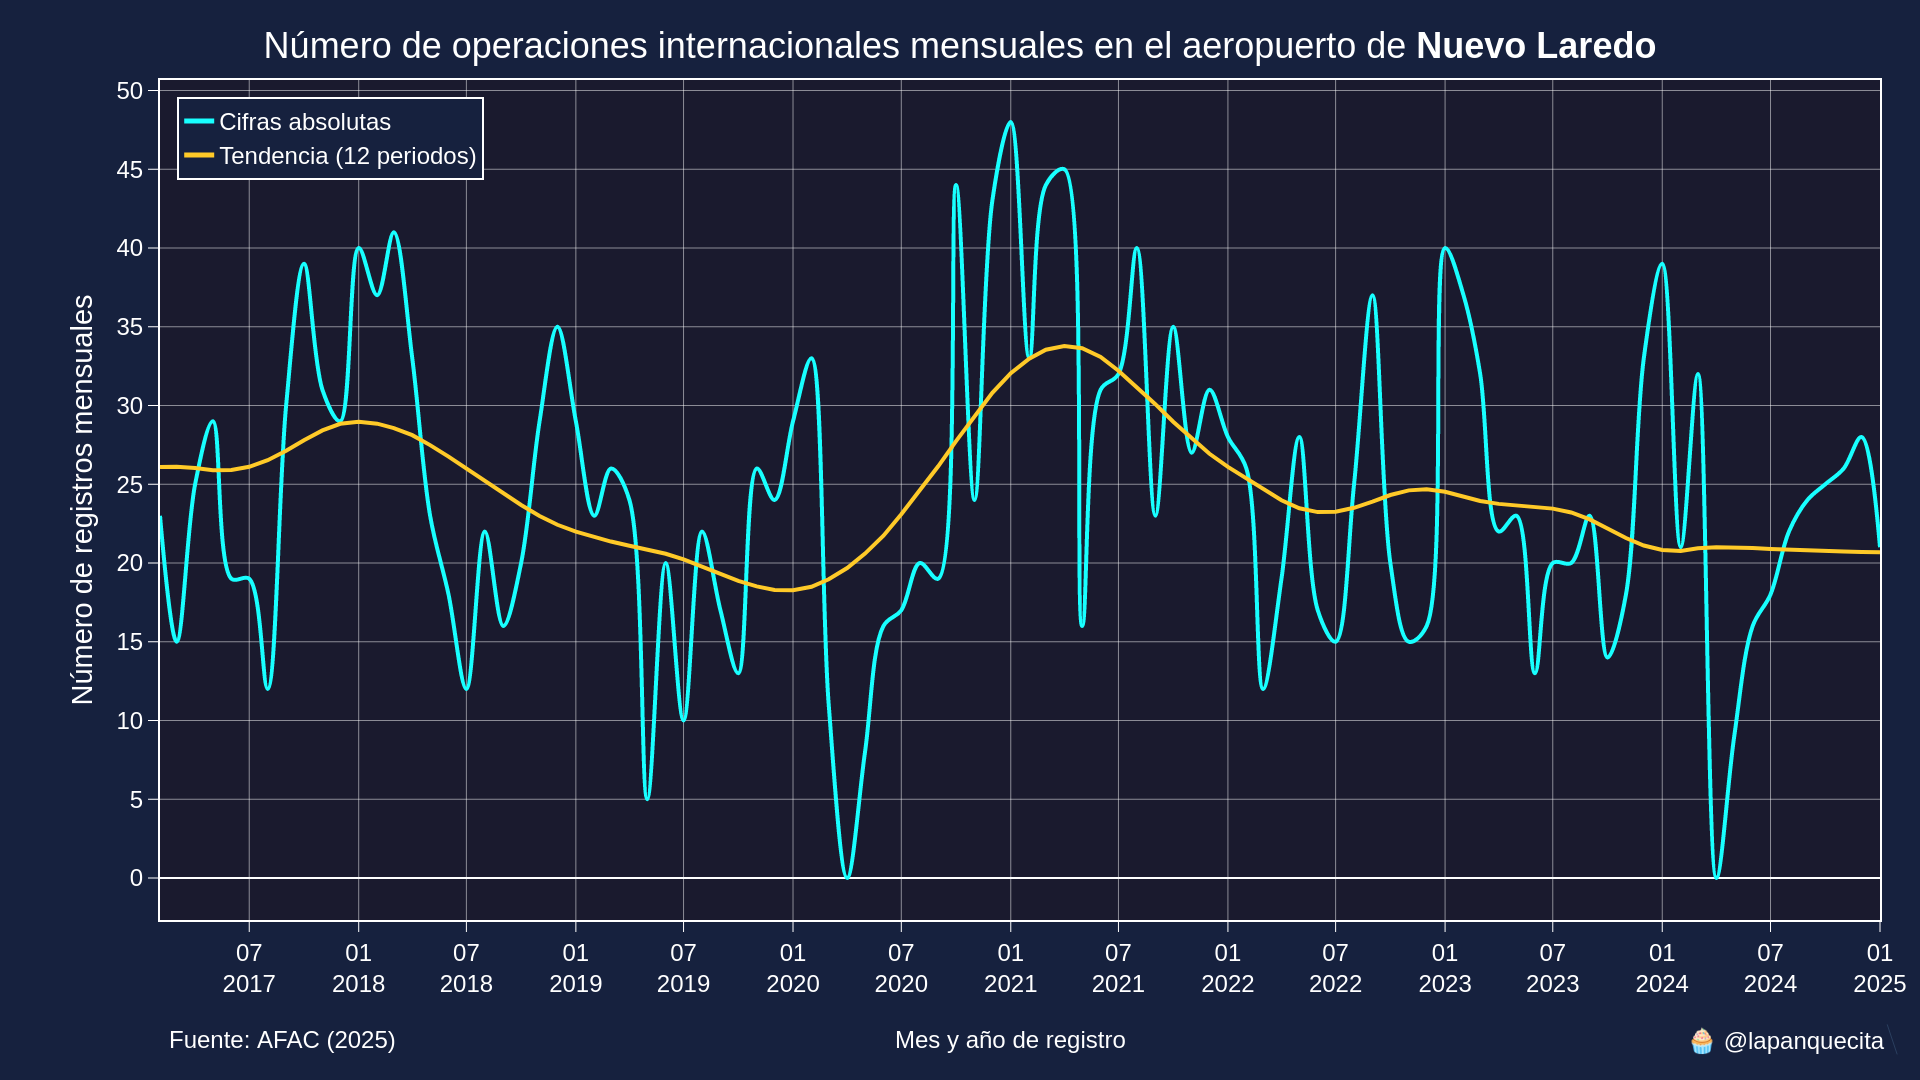 Número de operaciones internacionales mensuales en el aeropuerto de Nuevo Laredo
Cifras absolutas
Tendencia (12 periodos)
Número de registros mensuales
50
45
40
35
30
25
20
15
10
5
0
07 01 07 01 07 01 07 01 07 01 07 01 07 01 07 01
2017 2018 2018 2019 2019 2020 2020 2021 2021 2022 2022 2023 2023 2024 2024 2025
Fuente: AFAC (2025)
Mes y año de registro
🧁 @lapanquecita